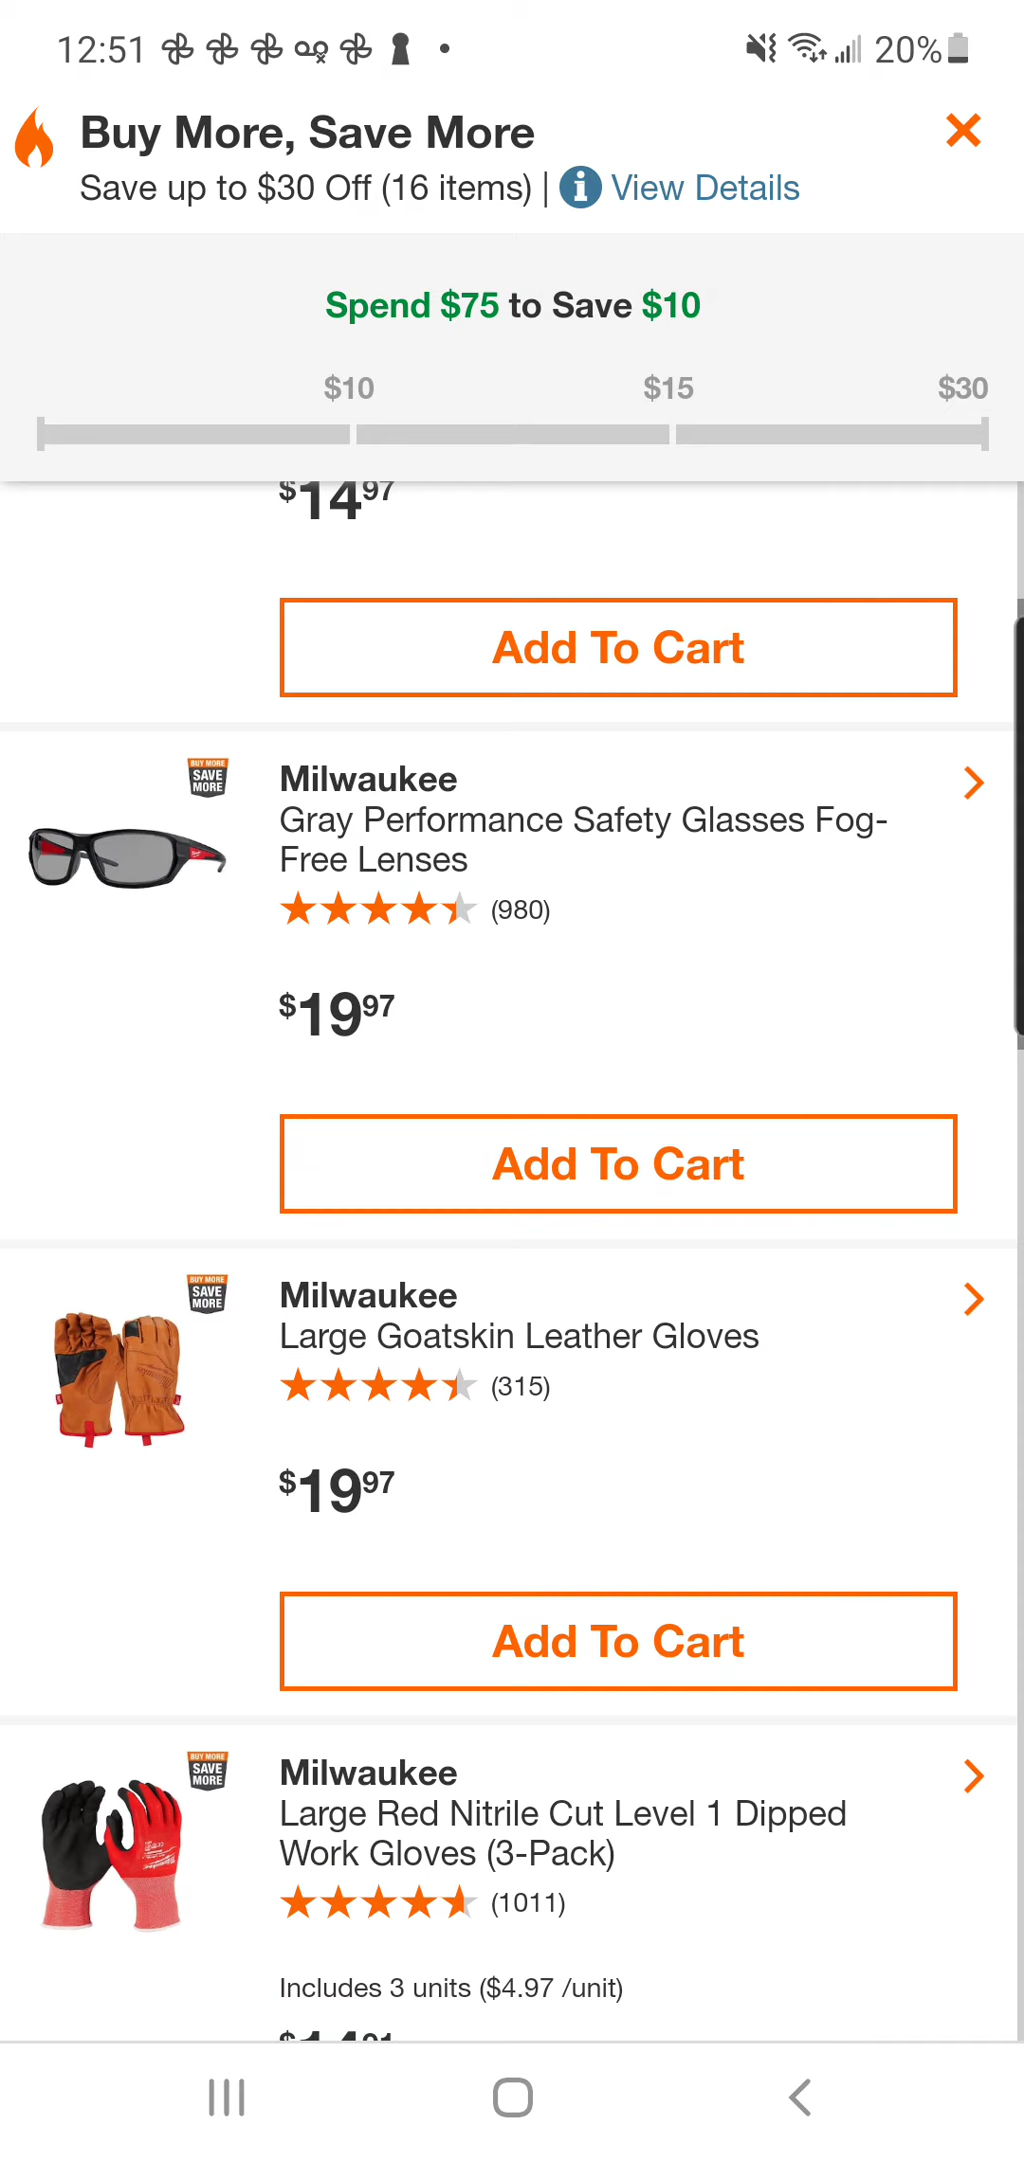 12:51
20%
Buy More, Save More
Save up to $30 Off (16 items) | i View Details
Spend $75 to Save $10
$10 $15 $30
$14 97
Add To Cart
BUY MORE
SAVE
MORE
Milwaukee
Gray Performance Safety Glasses Fog-
Free Lenses
(980)
$19 97
Add To Cart
BUY MORE
SAVE
MORE
Milwaukee
Large Goatskin Leather Gloves
(315)
$19 97
Add To Cart
BUY MORE
SAVE
MORE
Milwaukee
Large Red Nitrile Cut Level 1 Dipped
Work Gloves (3-Pack)
(1011)
Includes 3 units ($4.97 /unit)